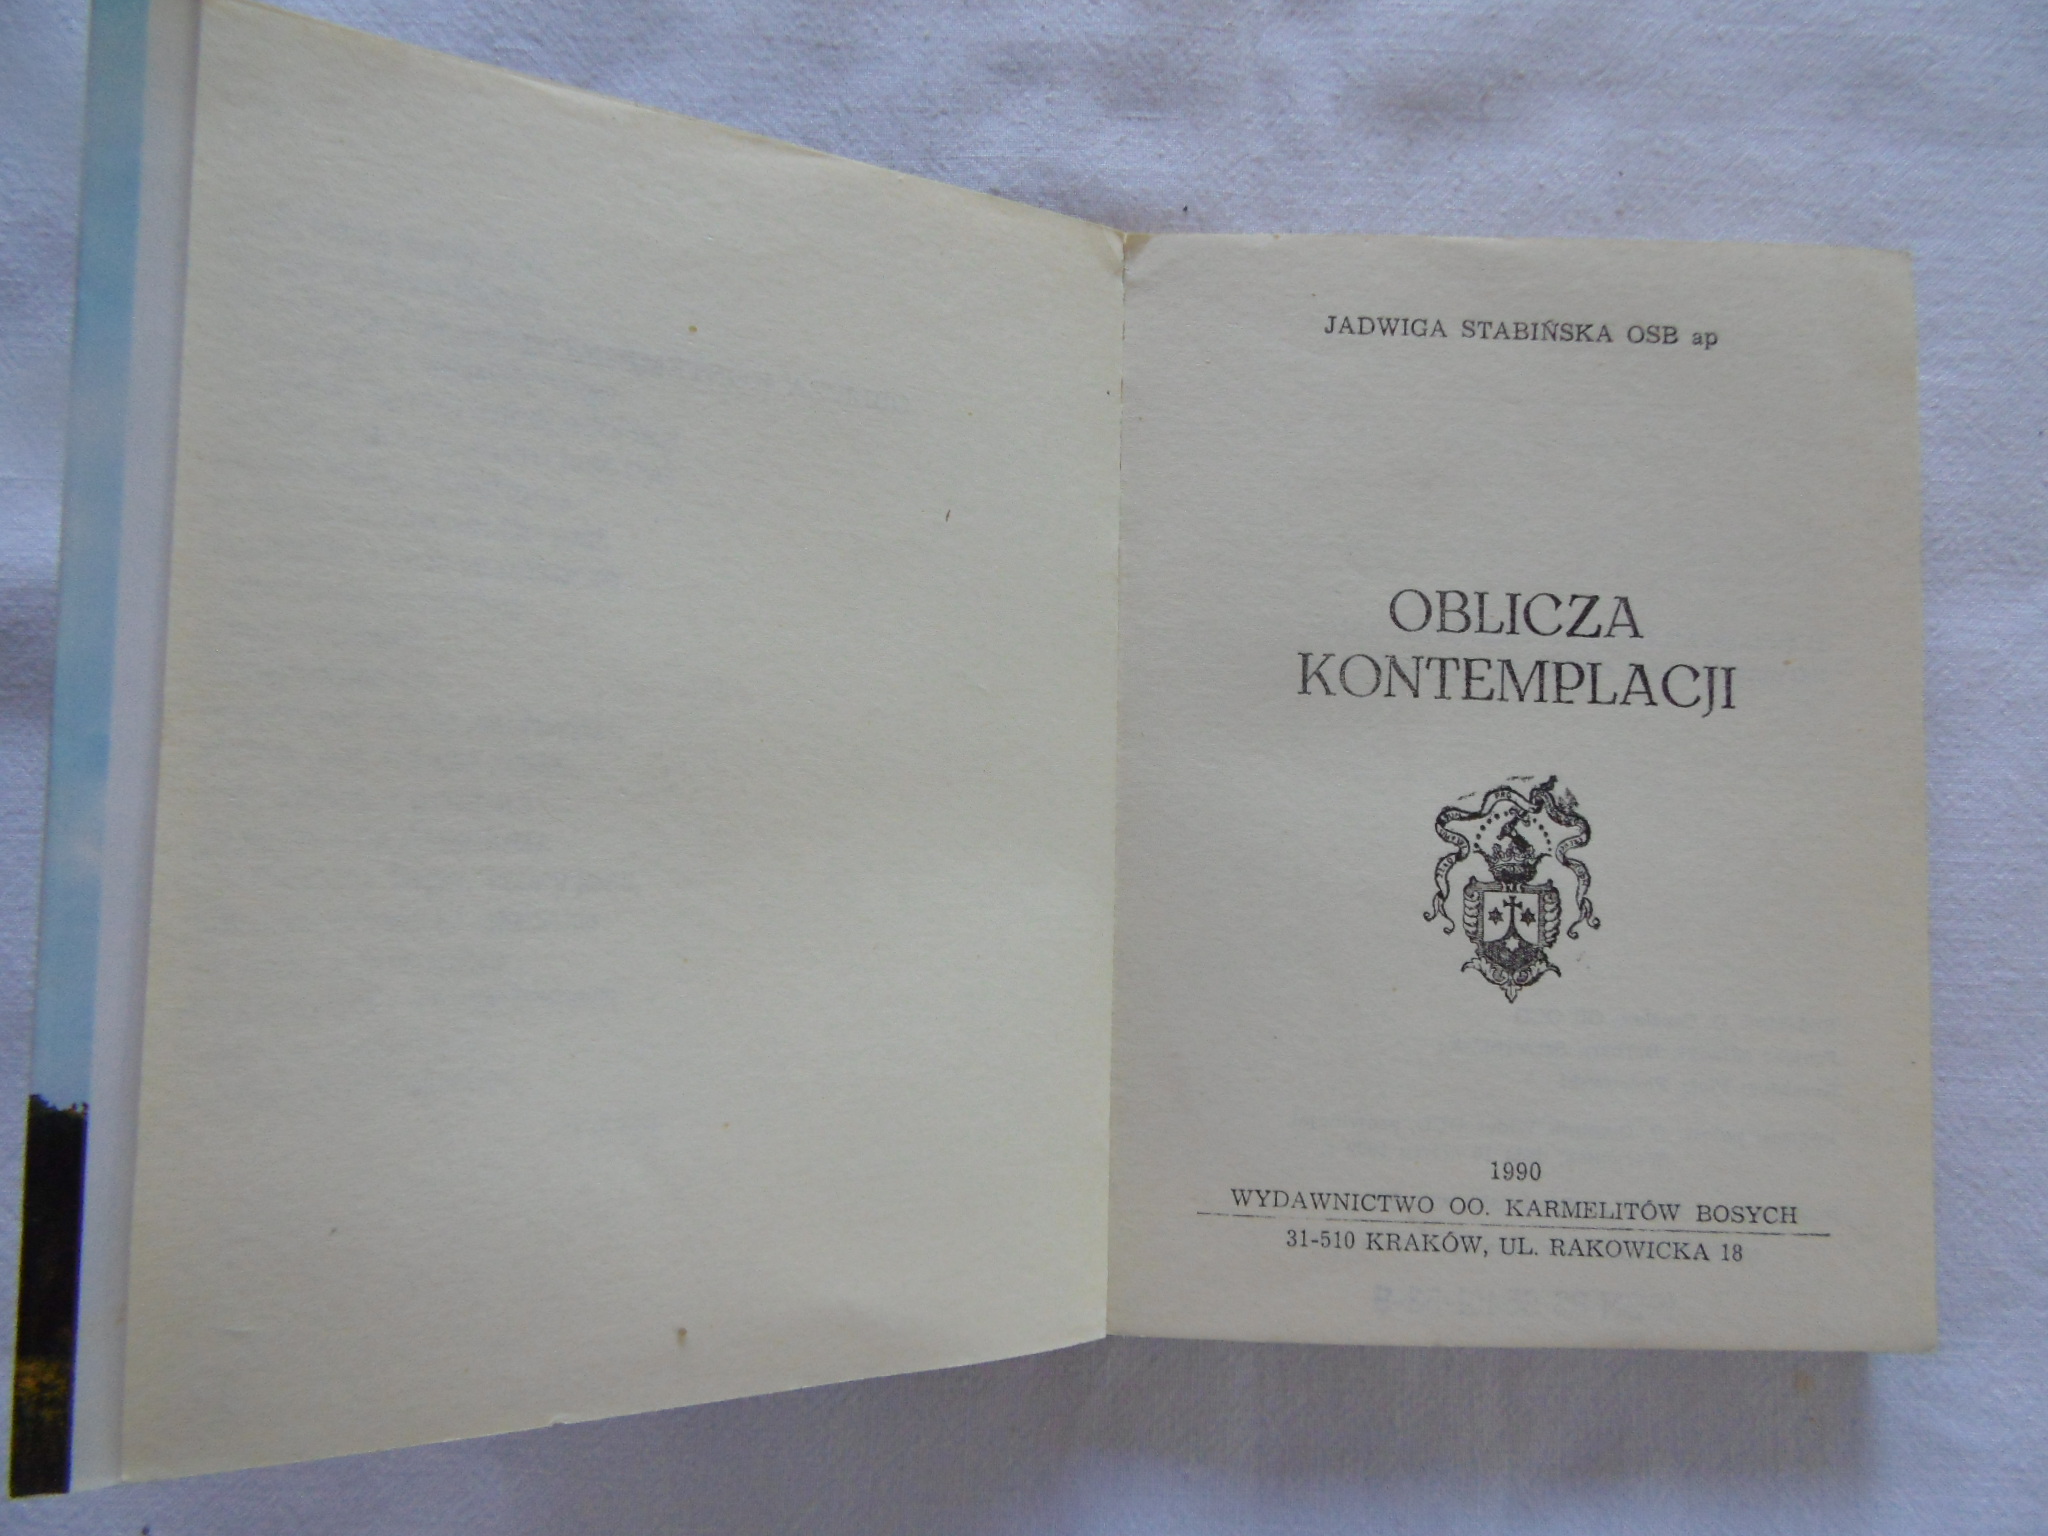 JADWIGA STABIŃSKA OSB ap
OBLICZA
KONTEMPLACJI
1990
WYDAWNICTWO OO. KARMELITÓW BOSYCH
31-510 KRAKÓW, UL. RAKOWICKA 18